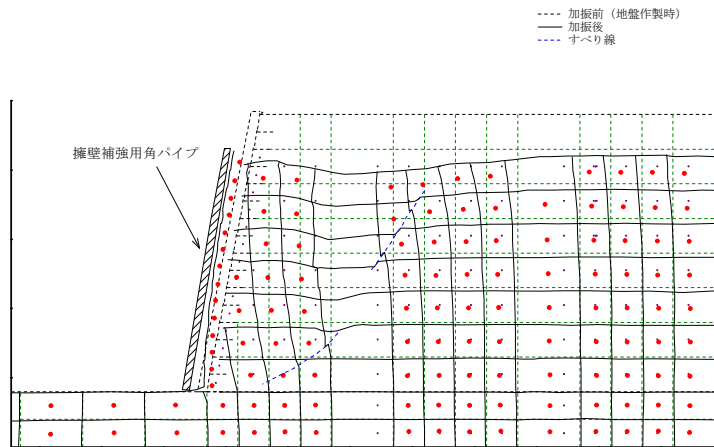 加振前（地盤作製時）
加振後
すべり線
擁壁補強用角パイプ